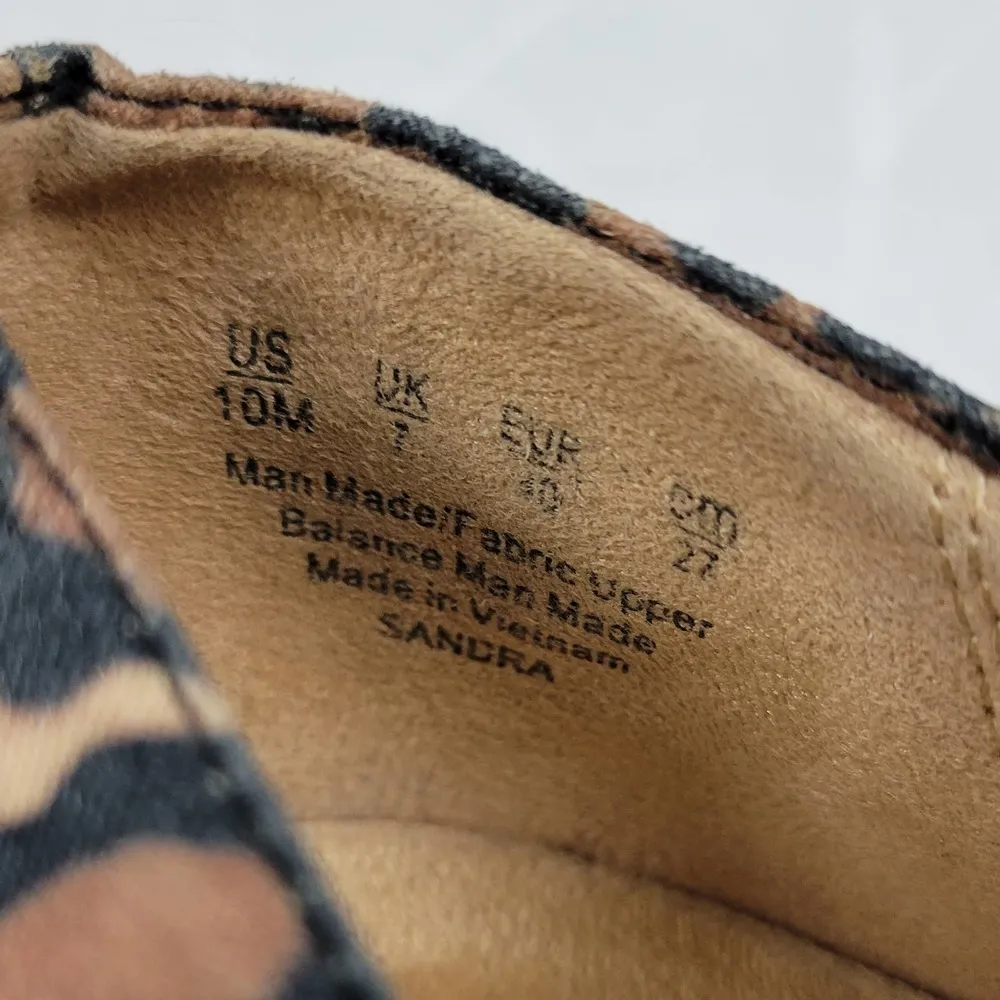 US UK EUR cm
10M 7 40 27
Man Made/Fabric Upper
Balance Man Made
Made in Vietnam
SANDRA